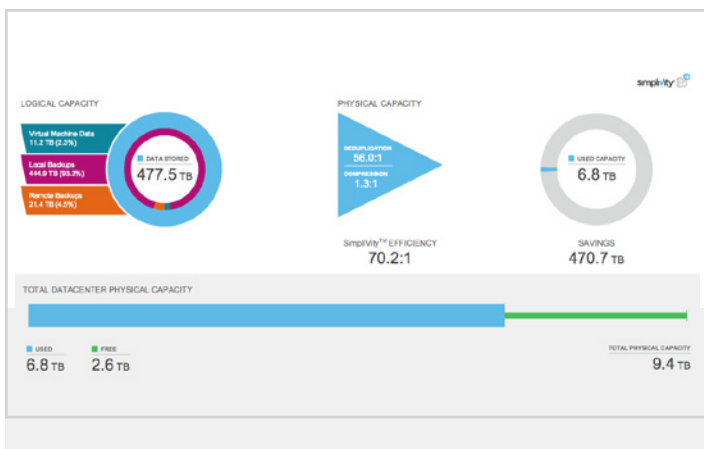 simplivity
LOGICAL CAPACITY
Virtual Machine Data
11.2 TB (2.3%)
Local Backups
444.9 TB (93.2%)
Remote Backups
21.4 TB (4.5%)
DATA STORED
477.5 TB
PHYSICAL CAPACITY
DEDUPLICATION
56.0:1
COMPRESSION
1.3:1
SimpliVity™ EFFICIENCY
70.2:1
USED CAPACITY
6.8 TB
SAVINGS
470.7 TB
TOTAL DATACENTER PHYSICAL CAPACITY
USED
6.8 TB
FREE
2.6 TB
TOTAL PHYSICAL CAPACITY
9.4 TB